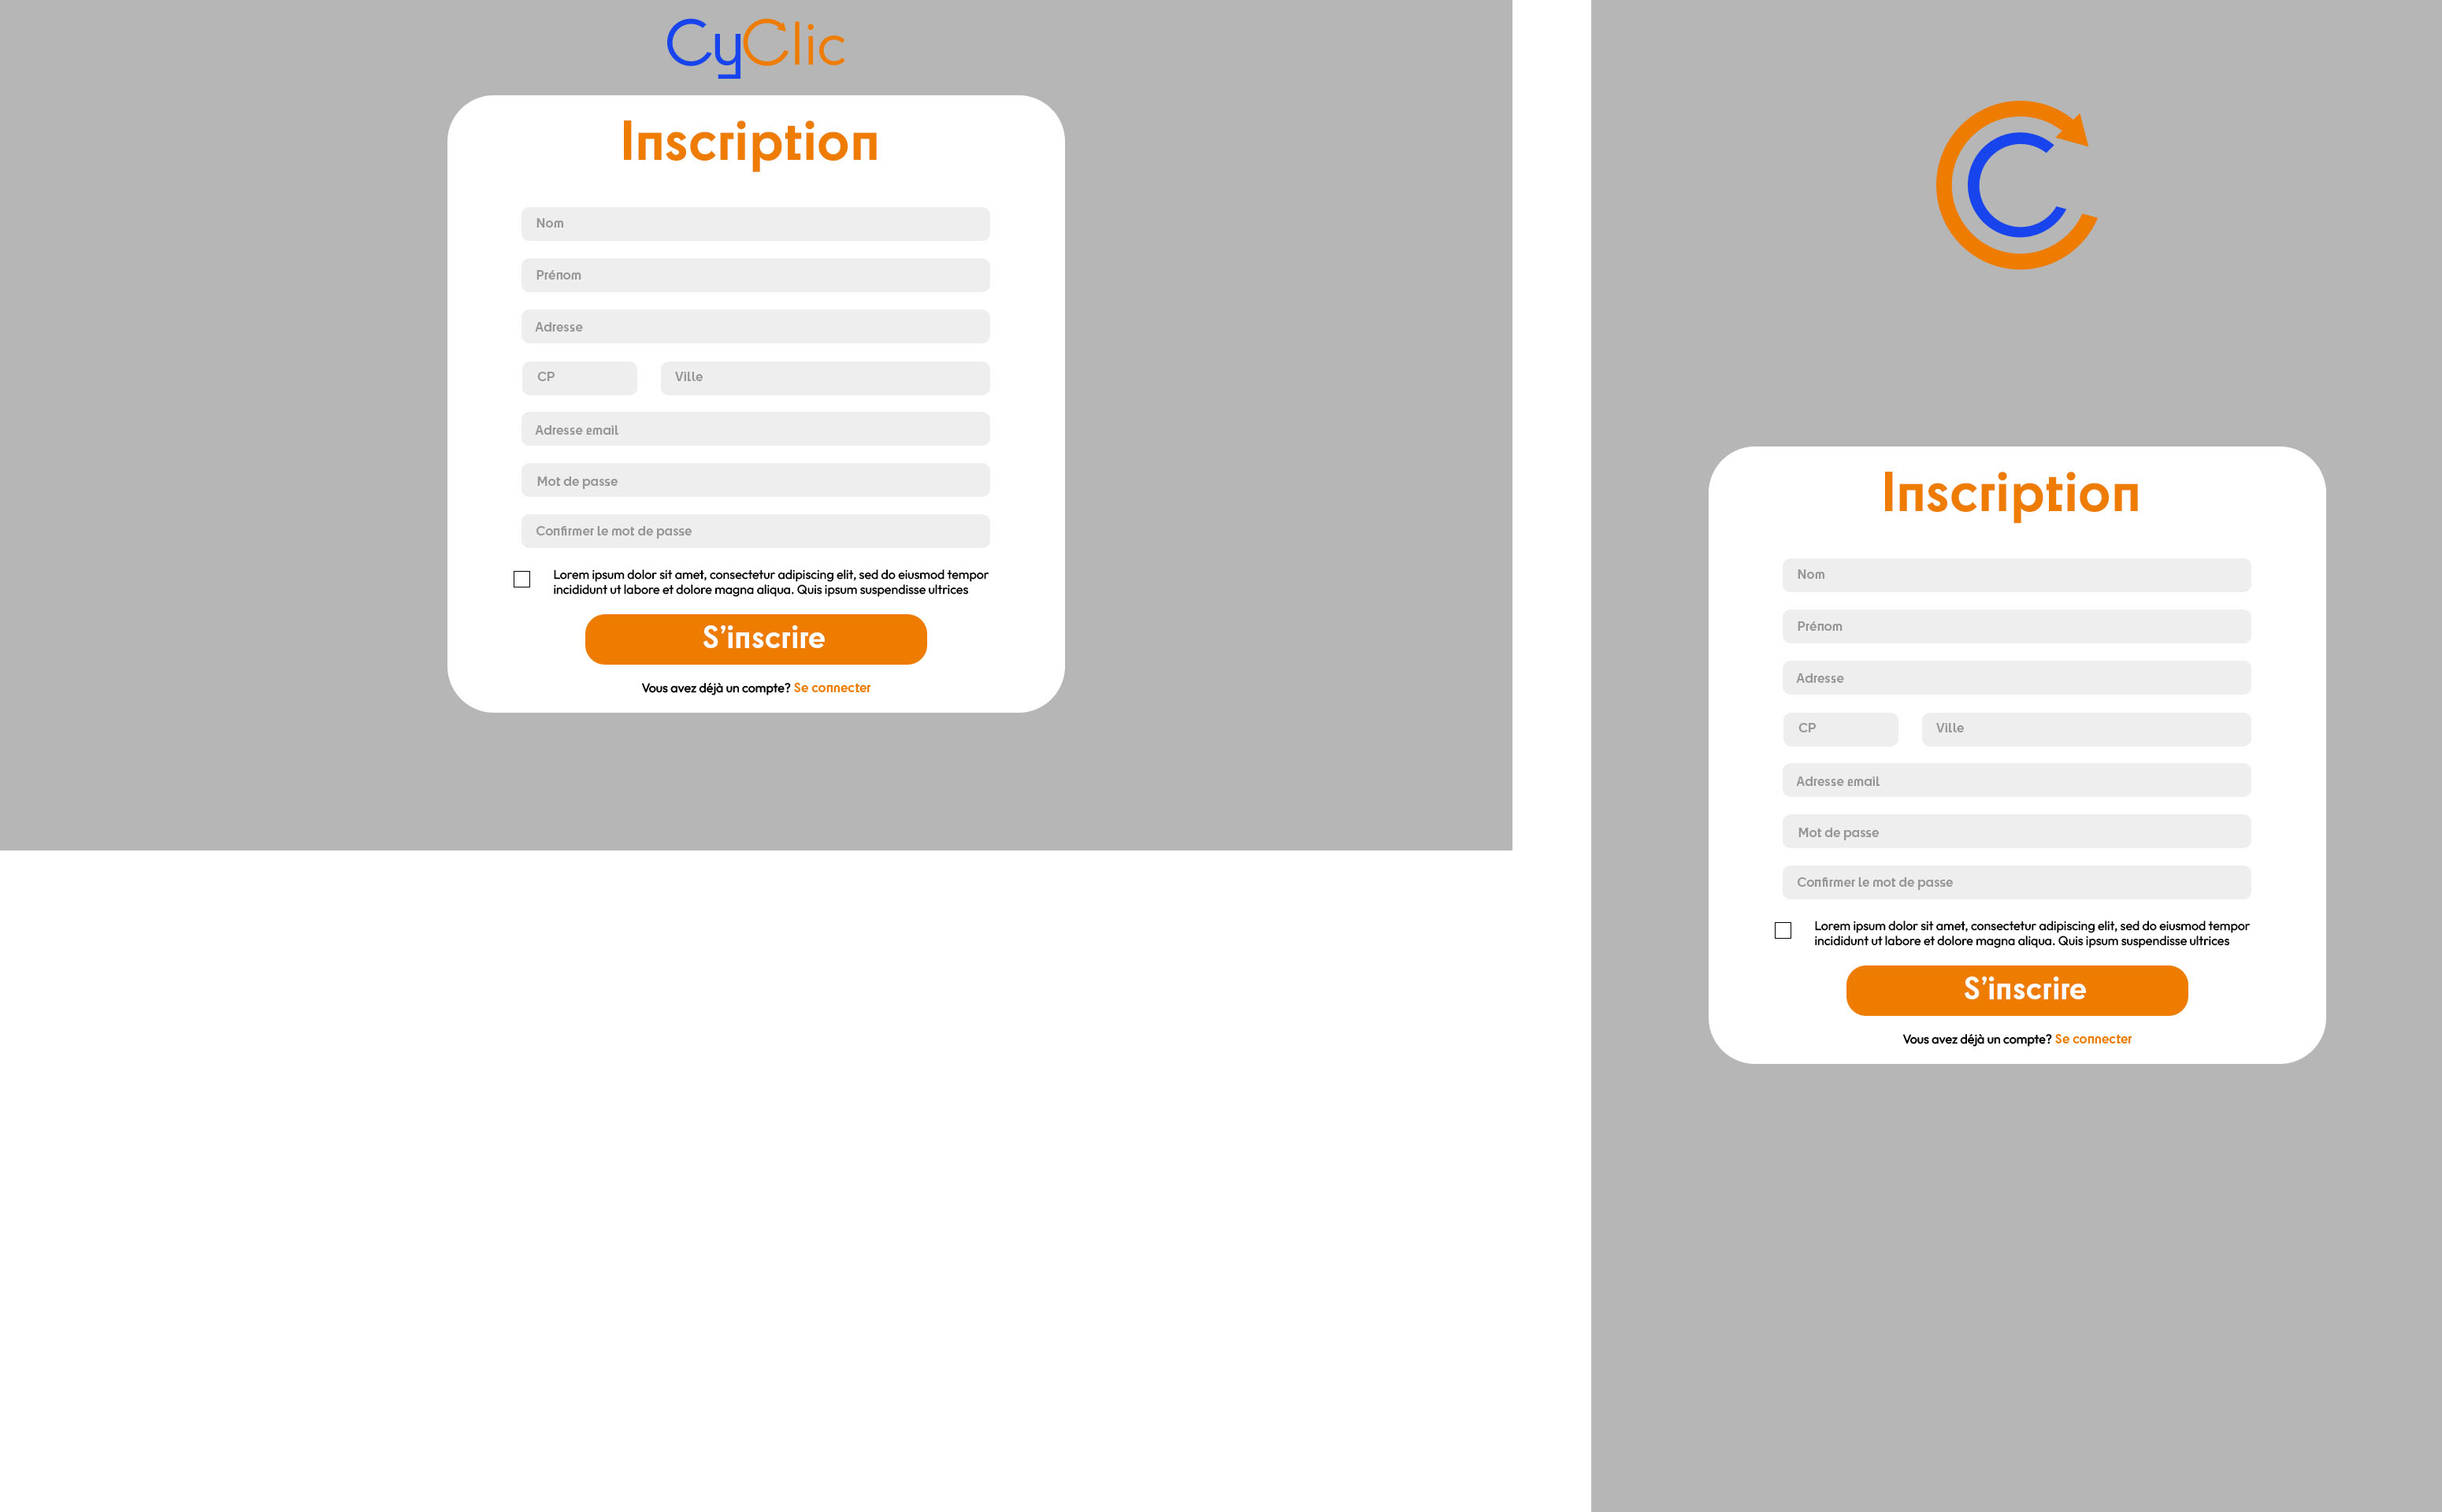 CyClic
Inscription
Nom
Prénom
Adresse
CP
Ville
Adresse email
Mot de passe
Confirmer le mot de passe
Lorem ipsum dolor sit amet, consectetur adipiscing elit, sed do eiusmod tempor
incididunt ut labore et dolore magna aliqua. Quis ipsum suspendisse ultrices
S'inscrire
Vous avez déjà un compte? Se connecter
CC
Inscription
Nom
Prénom
Adresse
CP
Ville
Adresse email
Mot de passe
Confirmer le mot de passe
Lorem ipsum dolor sit amet, consectetur adipiscing elit, sed do eiusmod tempor
incididunt ut labore et dolore magna aliqua. Quis ipsum suspendisse ultrices
S'inscrire
Vous avez déjà un compte? Se connecter